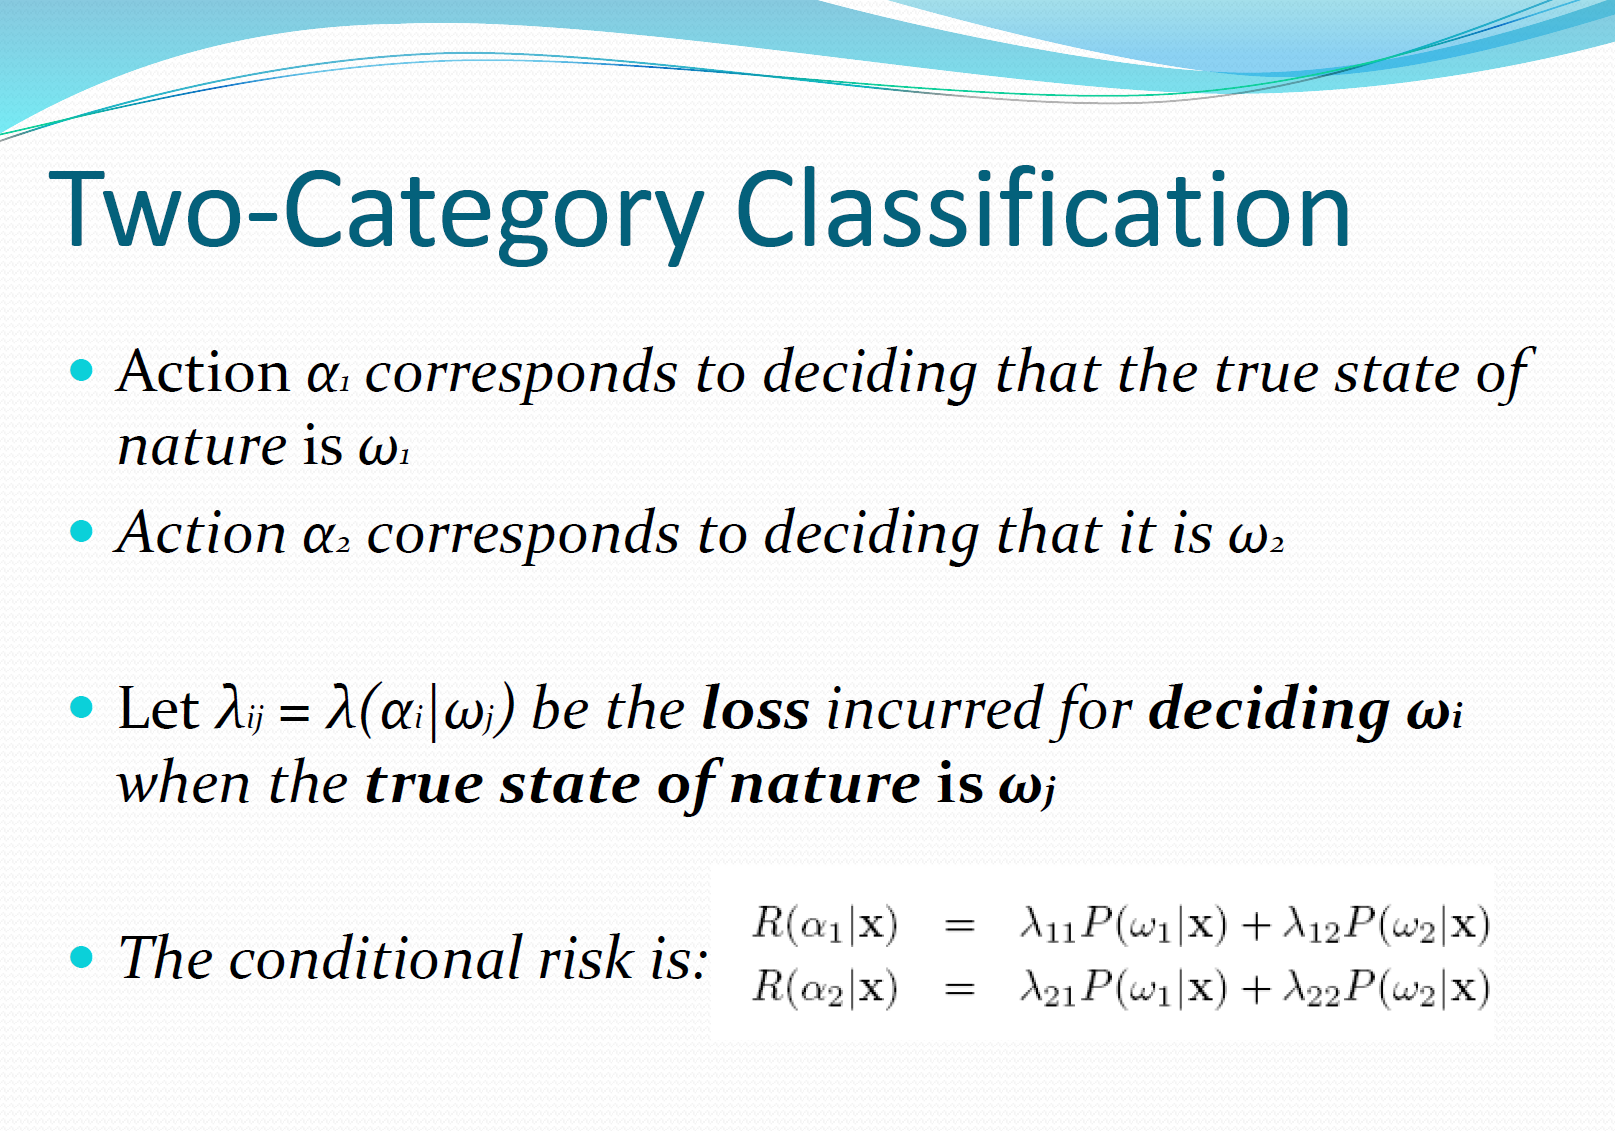 Two-Category Classification
• Action α₁ corresponds to deciding that the true state of
nature is ω₁
• Action α₂ corresponds to deciding that it is ω₂
• Let λᵢⱼ = λ(αᵢ|ωⱼ) be the loss incurred for deciding ωᵢ
when the true state of nature is ωⱼ
• The conditional risk is:
R(α₁|x) = λ₁₁P(ω₁|x) + λ₁₂P(ω₂|x)
R(α₂|x) = λ₂₁P(ω₁|x) + λ₂₂P(ω₂|x)